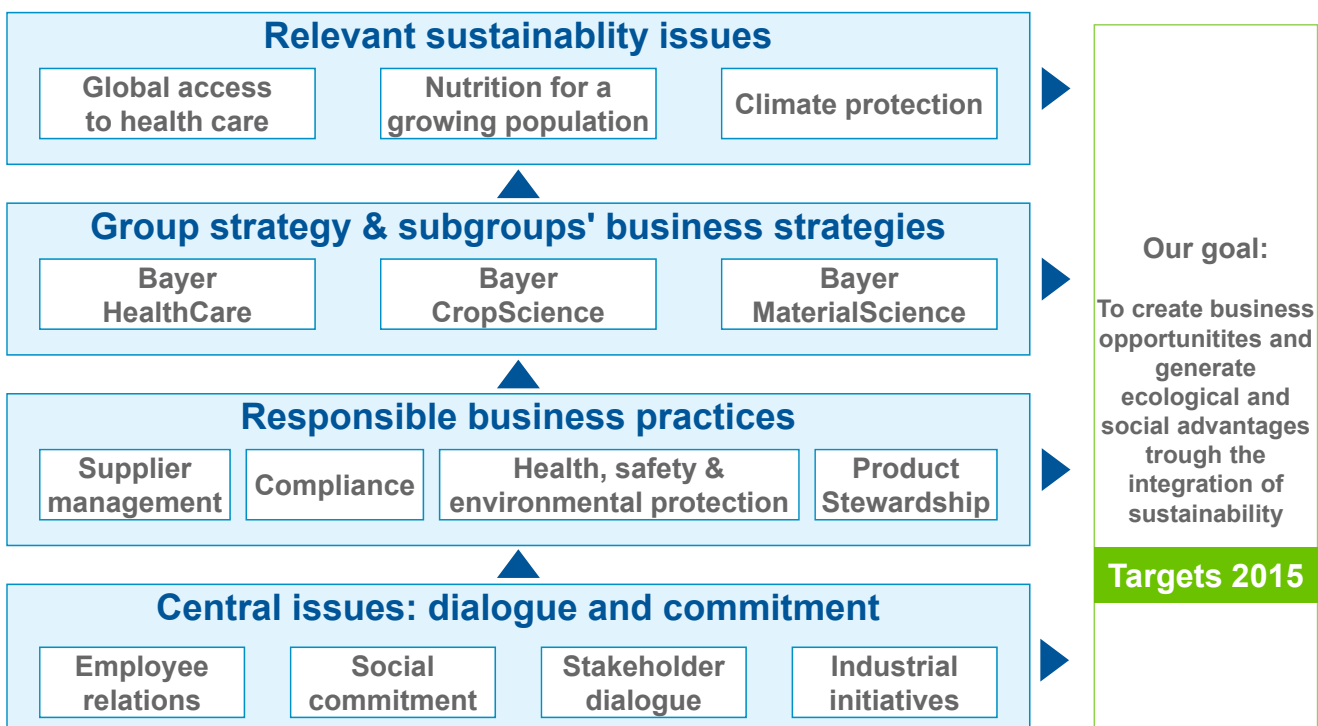 Relevant sustainablity issues
Global access
to health care
Nutrition for a
growing population
Climate protection
Group strategy & subgroups' business strategies
Bayer
HealthCare
Bayer
CropScience
Bayer
MaterialScience
Responsible business practices
Supplier
management
Compliance
Health, safety &
environmental protection
Product
Stewardship
Central issues: dialogue and commitment
Employee
relations
Social
commitment
Stakeholder
dialogue
Industrial
initiatives
Our goal:
To create business
opportunitites and
generate
ecological and
social advantages
trough the
integration of
sustainability
Targets 2015